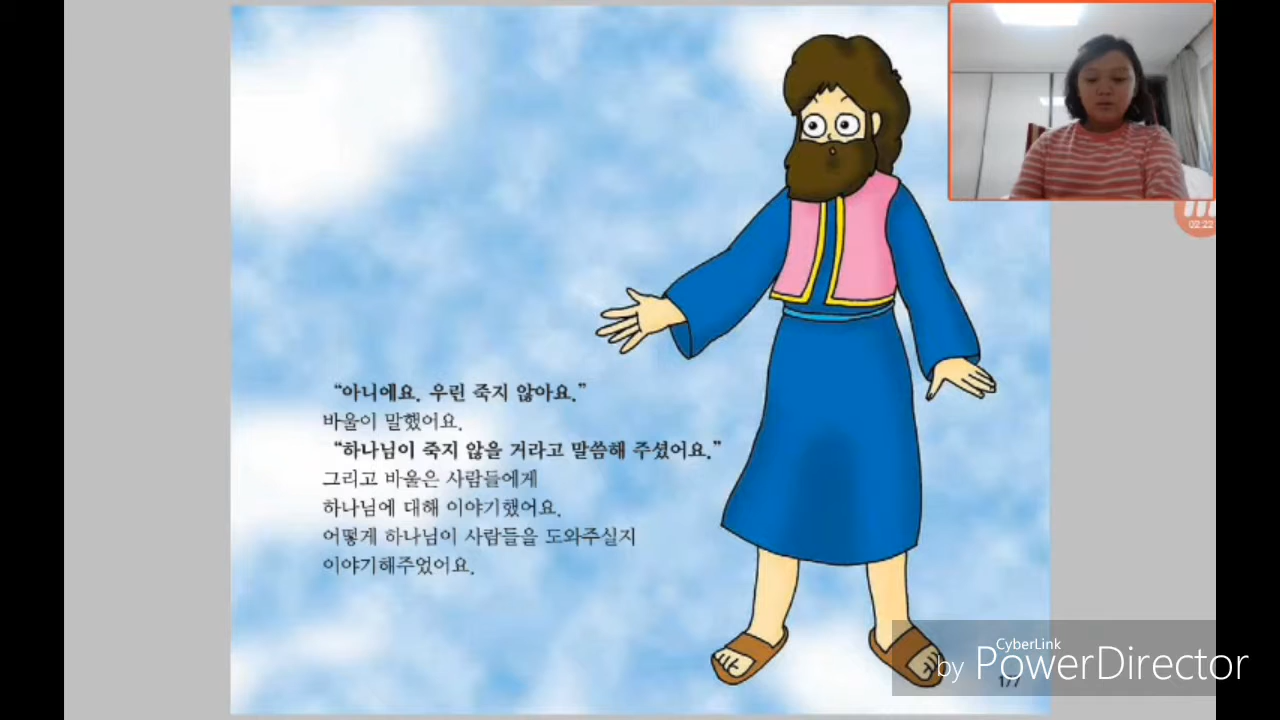 “아니에요. 우린 죽지 않아요.”
바울이 말했어요.
“하나님이 죽지 않을 거라고 말씀해 주셨어요.”
그리고 바울은 사람들에게
하나님에 대해 이야기했어요.
어떻게 하나님이 사람들을 도와주실지
이야기해주었어요.
02:22
CyberLink
by PowerDirector
177